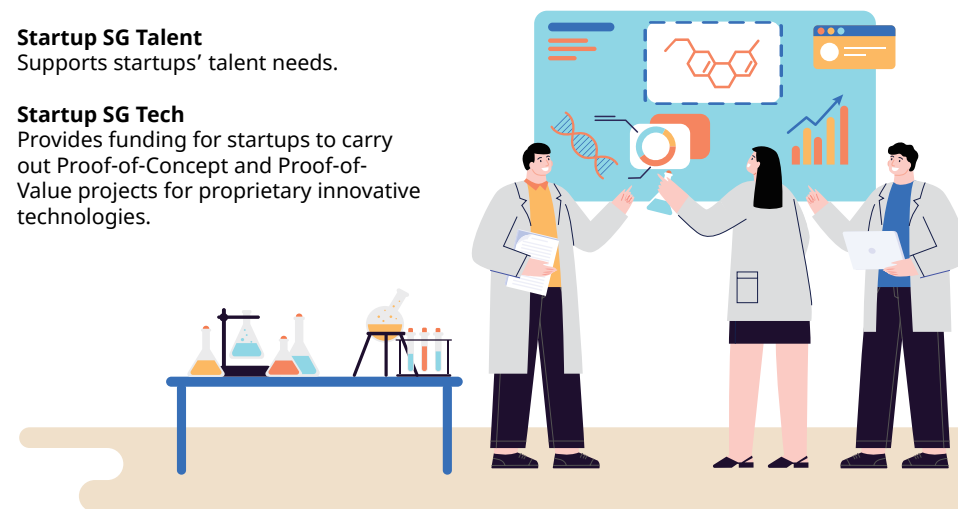 Startup SG Talent
Supports startups’ talent needs.
Startup SG Tech
Provides funding for startups to carry
out Proof-of-Concept and Proof-of-
Value projects for proprietary innovative
technologies.